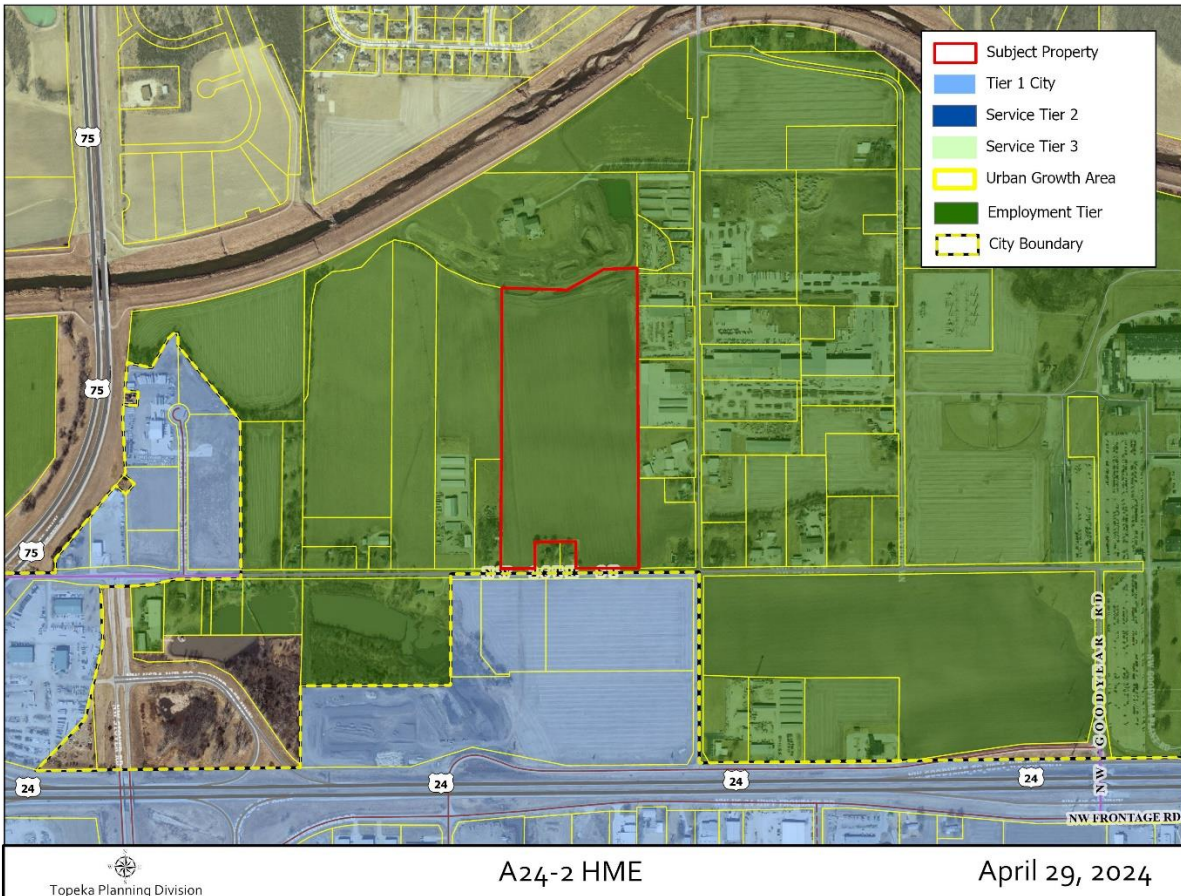 Subject Property
Tier 1 City
Service Tier 2
Service Tier 3
Urban Growth Area
Employment Tier
City Boundary
75
75
75
24
24
24
24
NW GOODYEAR RD
NW FRONTAGE RD
Topeka Planning Division
A24-2 HME
April 29, 2024